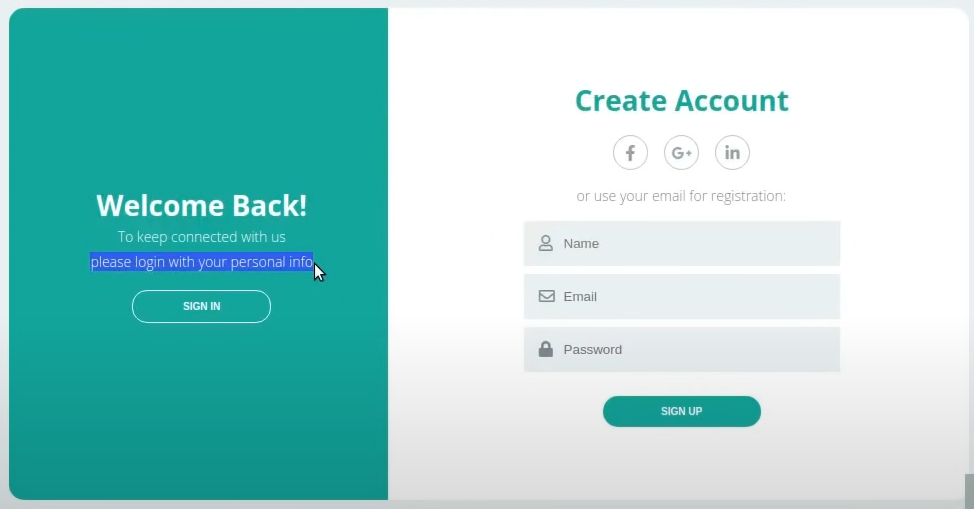 Welcome Back!
To keep connected with us
please login with your personal info
SIGN IN
Create Account
f
G+
in
or use your email for registration:
Name
Email
Password
SIGN UP